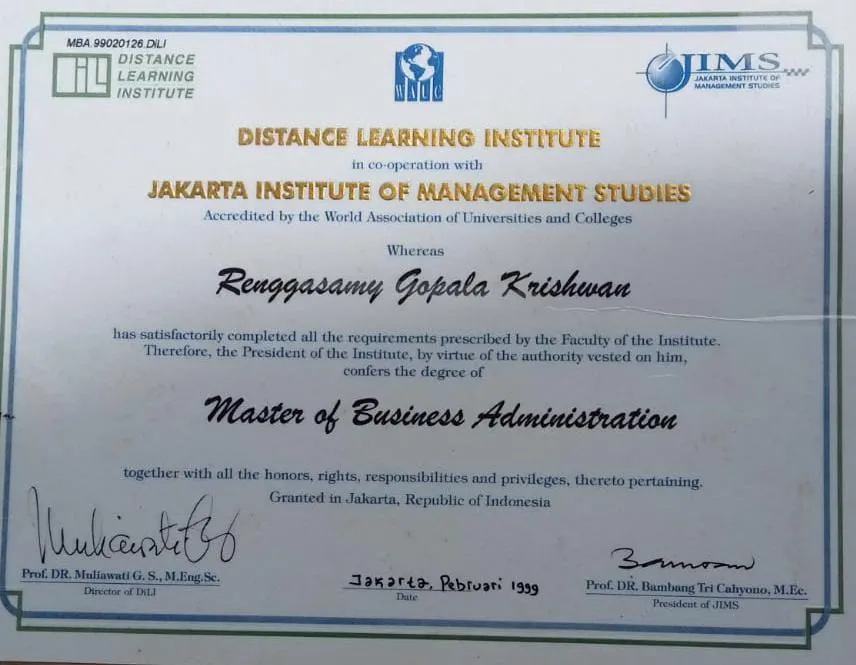 MBA.99020126.DiLI
DiLI DISTANCE
LEARNING
INSTITUTE
WAUC
JIMS
JAKARTA INSTITUTE OF
MANAGEMENT STUDIES
DISTANCE LEARNING INSTITUTE
in co-operation with
JAKARTA INSTITUTE OF MANAGEMENT STUDIES
Accredited by the World Association of Universities and Colleges
Whereas
Renggasamy Gopala Krishwan
has satisfactorily completed all the requirements prescribed by the Faculty of the Institute.
Therefore, the President of the Institute, by virtue of the authority vested on him,
confers the degree of
Master of Business Administration
together with all the honors, rights, responsibilities and privileges, thereto pertaining.
Granted in Jakarta, Republic of Indonesia
Prof. DR. Muliawati G. S., M.Eng.Sc.
Director of DiLI
Jakarta, Pebruari 1999
Date
Prof. DR. Bambang Tri Cahyono, M.Ec.
President of JIMS